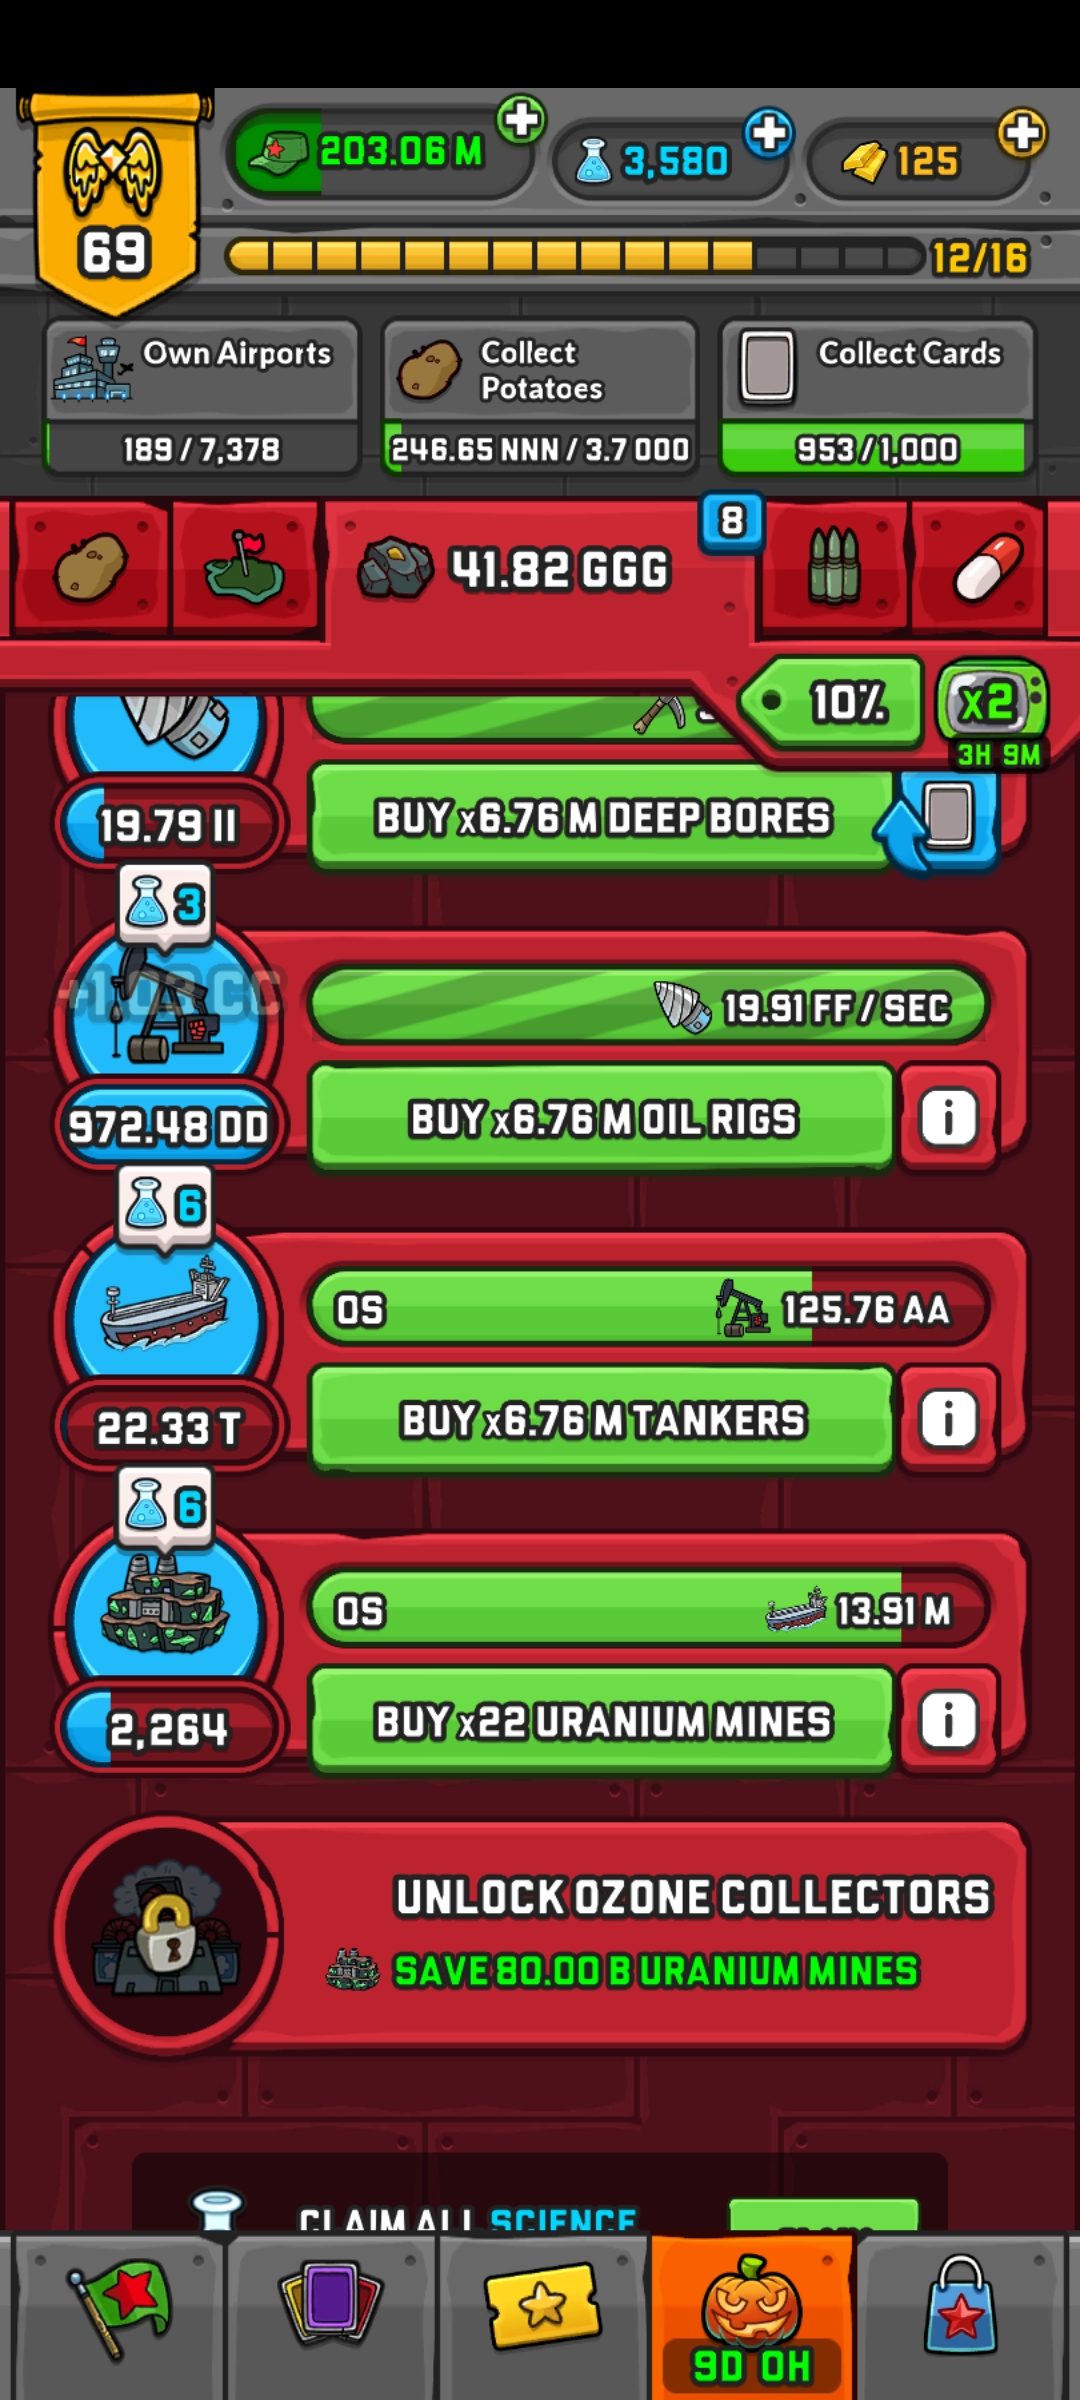 69
203.06 M
3,580
125
12/16
Own Airports
189 / 7,378
Collect
Potatoes
246.65 NNN / 3.7 OOO
Collect Cards
953 / 1,000
41.82 GGG
8
10%
x2
3H 9M
19.79 II
BUY x6.76 M DEEP BORES
3
19.91 FF / SEC
972.48 DD
BUY x6.76 M OIL RIGS
i
6
0S
125.76 AA
22.33 T
BUY x6.76 M TANKERS
i
6
0S
13.91 M
2,264
BUY x22 URANIUM MINES
i
UNLOCK OZONE COLLECTORS
SAVE 80.00 B URANIUM MINES
CLAIM ALL SCIENCE
9D 0H